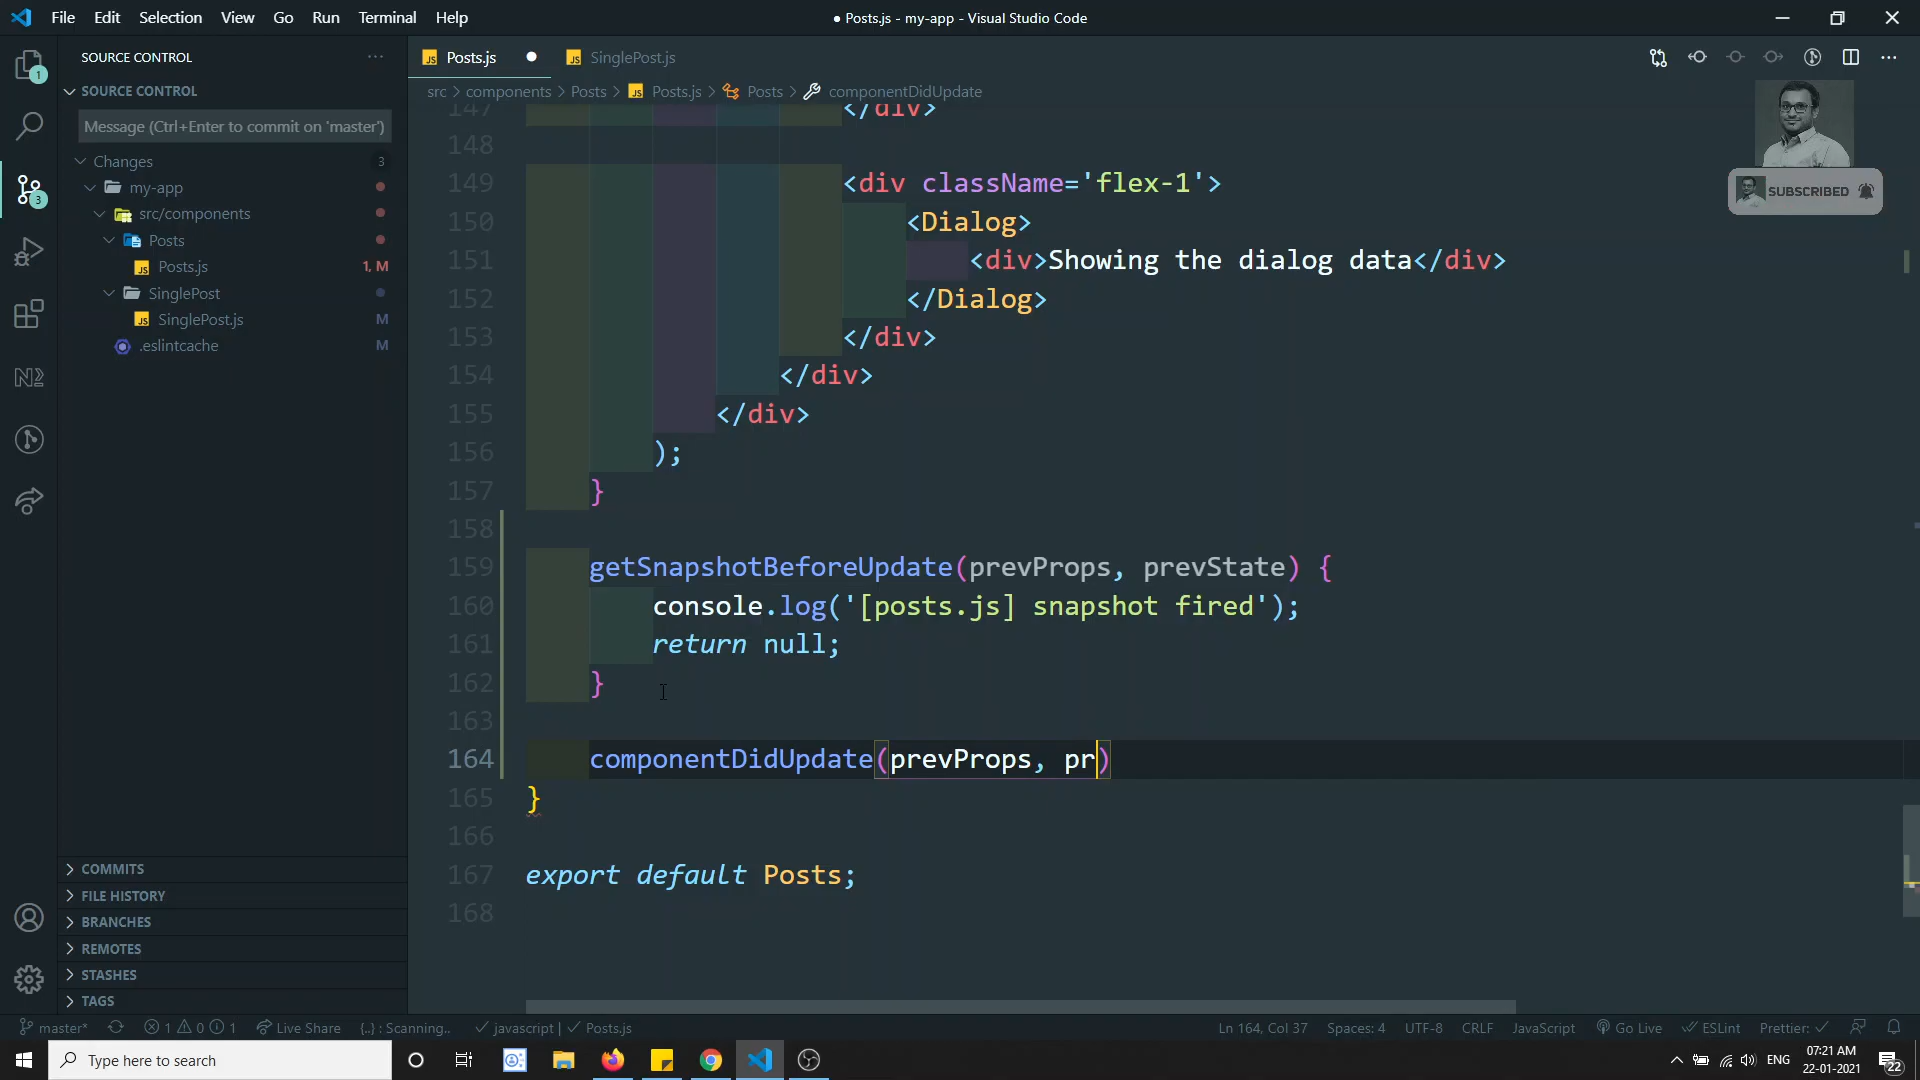 File Edit Selection View Go Run Terminal Help
● Posts.js - my-app - Visual Studio Code
SOURCE CONTROL
Posts.js
SinglePost.js
SOURCE CONTROL
src > components > Posts > Posts.js > Posts > componentDidUpdate
Message (Ctrl+Enter to commit on 'master')
Changes 3
my-app
src/components
Posts
Posts.js 1, M
SinglePost
SinglePost.js M
.eslintcache M
1
3
SUBSCRIBED
147 </div>
148
149 <div className='flex-1'>
150 <Dialog>
151 <div>Showing the dialog data</div>
152 </Dialog>
153 </div>
154 </div>
155 </div>
156 );
157 }
158
159 getSnapshotBeforeUpdate(prevProps, prevState) {
160 console.log('[posts.js] snapshot fired');
161 return null;
162 }
163
164 componentDidUpdate(prevProps, pr)
165 }
166
167 export default Posts;
168
COMMITS
FILE HISTORY
BRANCHES
REMOTES
STASHES
TAGS
master* 1 0 1 Live Share {..} : Scanning.. ✓ javascript | ✓ Posts.js
Ln 164, Col 37 Spaces: 4 UTF-8 CRLF JavaScript Go Live ESLint Prettier: ✓
Type here to search
ENG
07:21 AM
22-01-2021
22